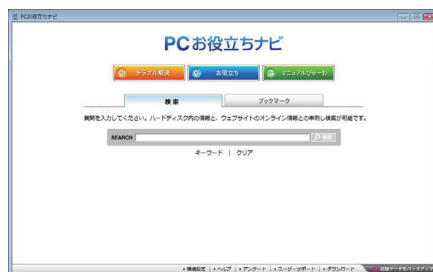 PCお役立ちナビ
PCお役立ちナビ
トラブル解決 お役立ち マニュアルびゅーわ
検索 ブックマーク
質問を入力してください。ハードディスク内の情報と、ウェブサイトのオンライン情報との串刺し検索が可能です。
SEARCH 検索
キーワード | クリア
環境設定 | ヘルプ | アンケート | ユーザーサポート | ダウンロード